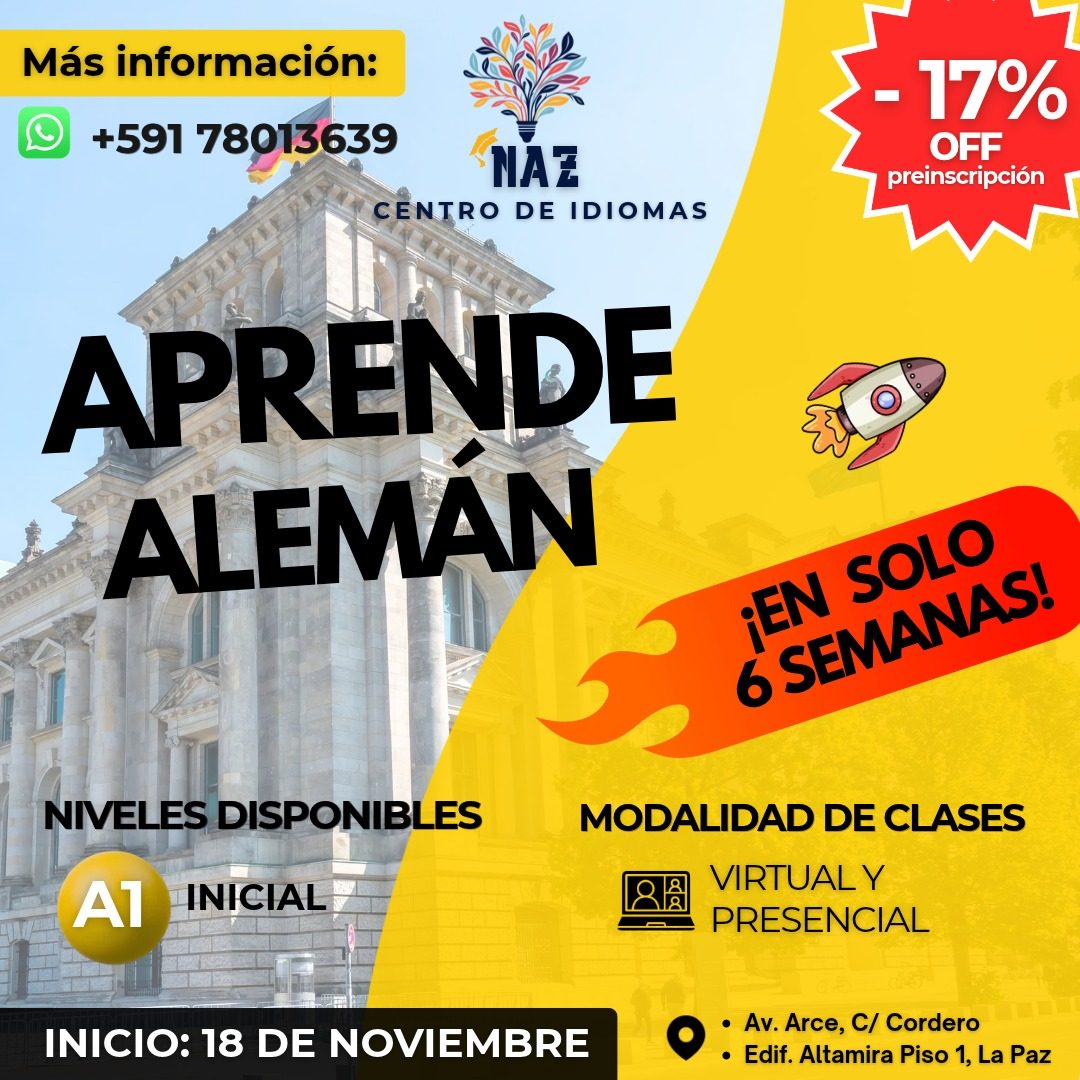 Más información:
+591 78013639
NAZ
CENTRO DE IDIOMAS
- 17%
OFF
preinscripción
APRENDE
ALEMÁN
¡EN SOLO
6 SEMANAS!
NIVELES DISPONIBLES
A1 INICIAL
MODALIDAD DE CLASES
VIRTUAL Y
PRESENCIAL
INICIO: 18 DE NOVIEMBRE
• Av. Arce, C/ Cordero
• Edif. Altamira Piso 1, La Paz